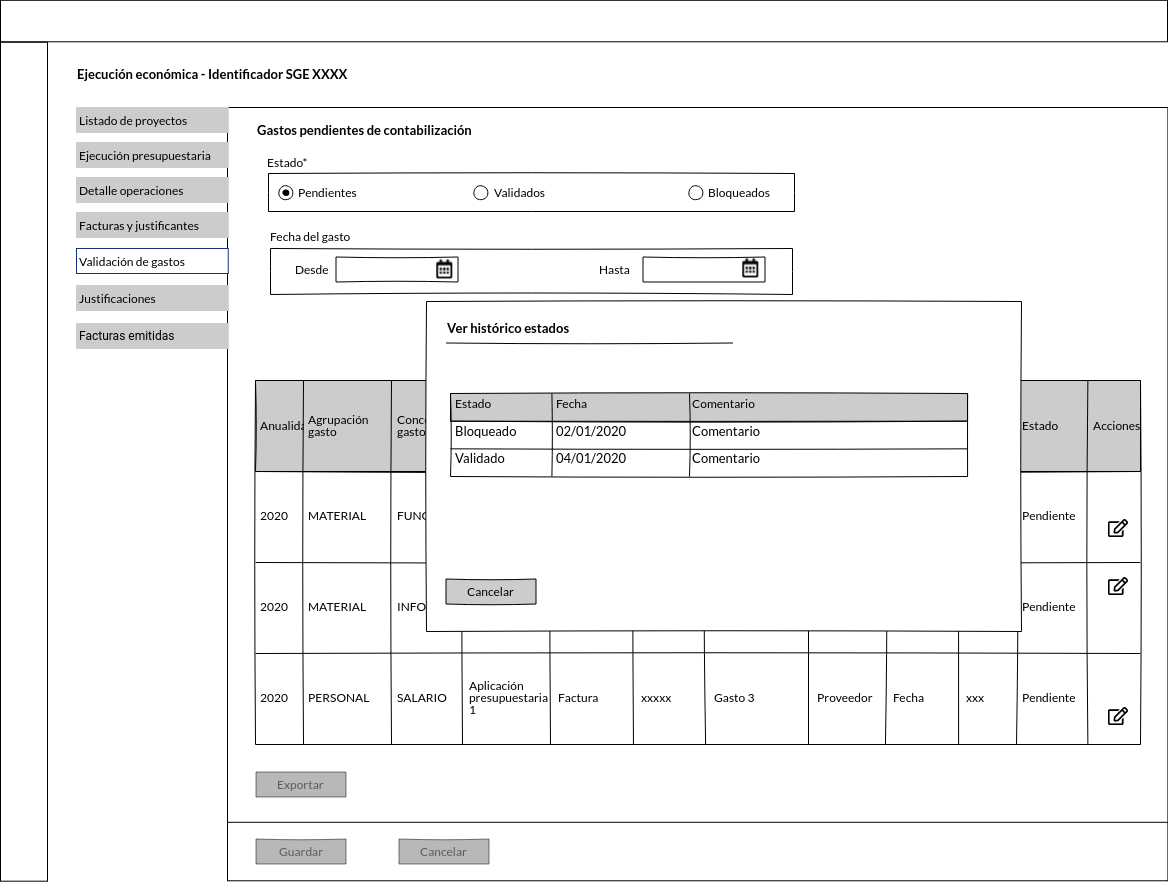 Ejecución económica - Identificador SGE XXXX
Listado de proyectos
Ejecución presupuestaria
Detalle operaciones
Facturas y justificantes
Validación de gastos
Justificaciones
Facturas emitidas
Gastos pendientes de contabilización
Estado*
Pendientes Validados Bloqueados
Fecha del gasto
Desde Hasta
Ver histórico estados
Estado Fecha Comentario
Bloqueado 02/01/2020 Comentario
Validado 04/01/2020 Comentario
Cancelar
Anualida Agrupación gasto Conc gasto Estado Acciones
2020 MATERIAL FUNC Pendiente
2020 MATERIAL INFO Pendiente
2020 PERSONAL SALARIO Aplicación presupuestaria 1 Factura xxxxx Gasto 3 Proveedor Fecha xxx Pendiente
Exportar
Guardar Cancelar